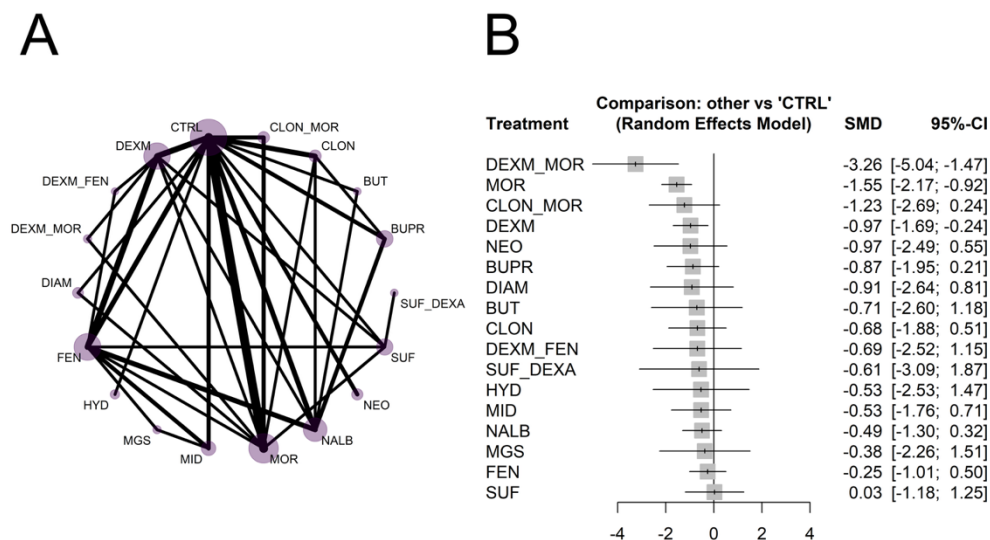 A
B
CTRL
CLON_MOR
DEXM
CLON
DEXM_FEN
BUT
DEXM_MOR
BUPR
DIAM
SUF_DEXA
FEN
SUF
HYD
NEO
MGS
NALB
MID
MOR
Comparison: other vs 'CTRL'
Treatment (Random Effects Model) SMD 95%-CI
DEXM_MOR -3.26 [-5.04; -1.47]
MOR -1.55 [-2.17; -0.92]
CLON_MOR -1.23 [-2.69; 0.24]
DEXM -0.97 [-1.69; -0.24]
NEO -0.97 [-2.49; 0.55]
BUPR -0.87 [-1.95; 0.21]
DIAM -0.91 [-2.64; 0.81]
BUT -0.71 [-2.60; 1.18]
CLON -0.68 [-1.88; 0.51]
DEXM_FEN -0.69 [-2.52; 1.15]
SUF_DEXA -0.61 [-3.09; 1.87]
HYD -0.53 [-2.53; 1.47]
MID -0.53 [-1.76; 0.71]
NALB -0.49 [-1.30; 0.32]
MGS -0.38 [-2.26; 1.51]
FEN -0.25 [-1.01; 0.50]
SUF 0.03 [-1.18; 1.25]
-4 -2 0 2 4